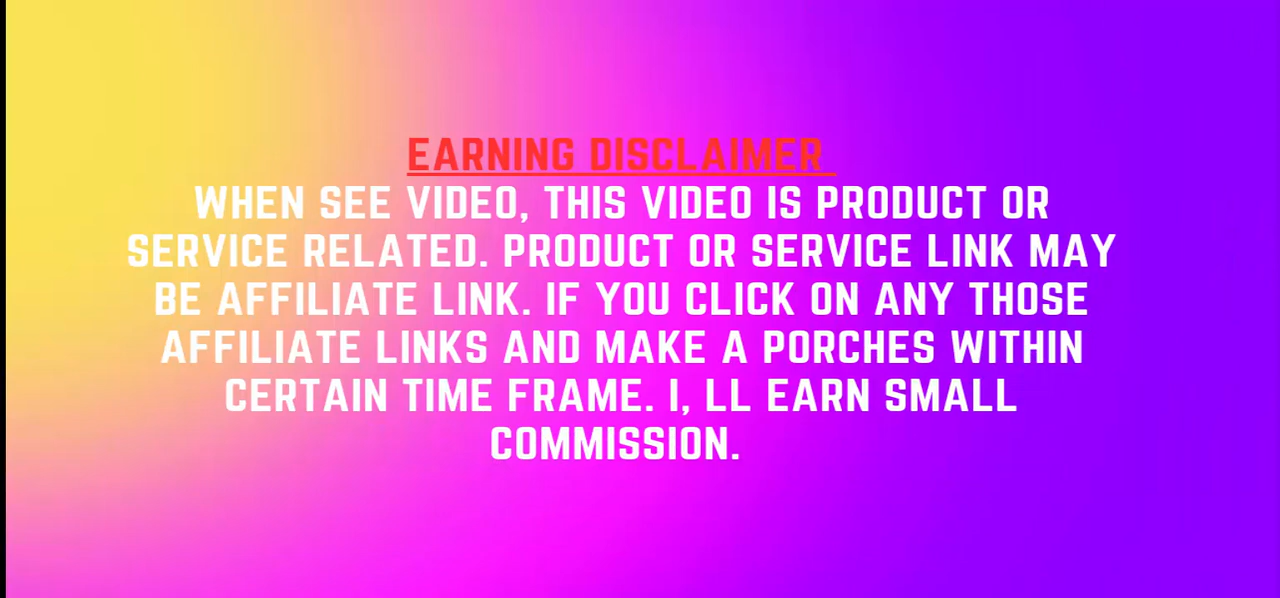 EARNING DISCLAIMER
WHEN SEE VIDEO, THIS VIDEO IS PRODUCT OR
SERVICE RELATED. PRODUCT OR SERVICE LINK MAY
BE AFFILIATE LINK. IF YOU CLICK ON ANY THOSE
AFFILIATE LINKS AND MAKE A PORCHES WITHIN
CERTAIN TIME FRAME. I, LL EARN SMALL
COMMISSION.